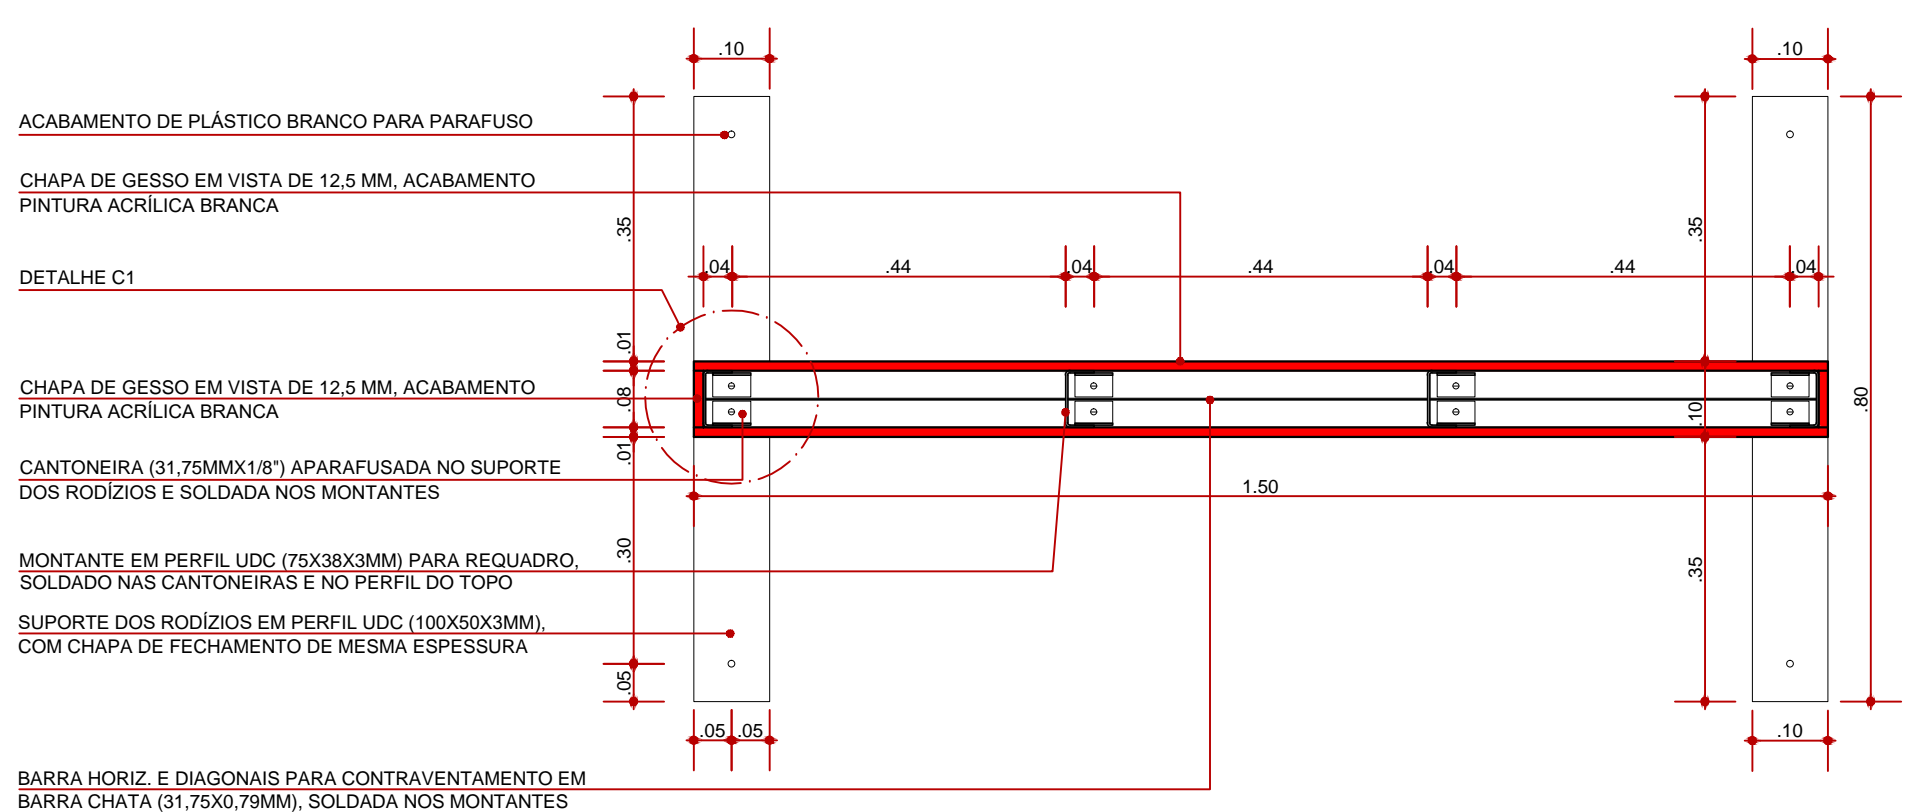 .10
.10
ACABAMENTO DE PLÁSTICO BRANCO PARA PARAFUSO
CHAPA DE GESSO EM VISTA DE 12,5 MM, ACABAMENTO
PINTURA ACRÍLICA BRANCA
.35
.35
DETALHE C1
.04
.44
.04
.44
.04
.44
.04
.01
CHAPA DE GESSO EM VISTA DE 12,5 MM, ACABAMENTO
PINTURA ACRÍLICA BRANCA
.08
.10
.80
.01
CANTONEIRA (31,75MMX1/8") APARAFUSADA NO SUPORTE
DOS RODÍZIOS E SOLDADA NOS MONTANTES
1.50
.30
.35
MONTANTE EM PERFIL UDC (75X38X3MM) PARA REQUADRO,
SOLDADO NAS CANTONEIRAS E NO PERFIL DO TOPO
SUPORTE DOS RODÍZIOS EM PERFIL UDC (100X50X3MM),
COM CHAPA DE FECHAMENTO DE MESMA ESPESSURA
.05
.05
.05
.10
BARRA HORIZ. E DIAGONAIS PARA CONTRAVENTAMENTO EM
BARRA CHATA (31,75X0,79MM), SOLDADA NOS MONTANTES